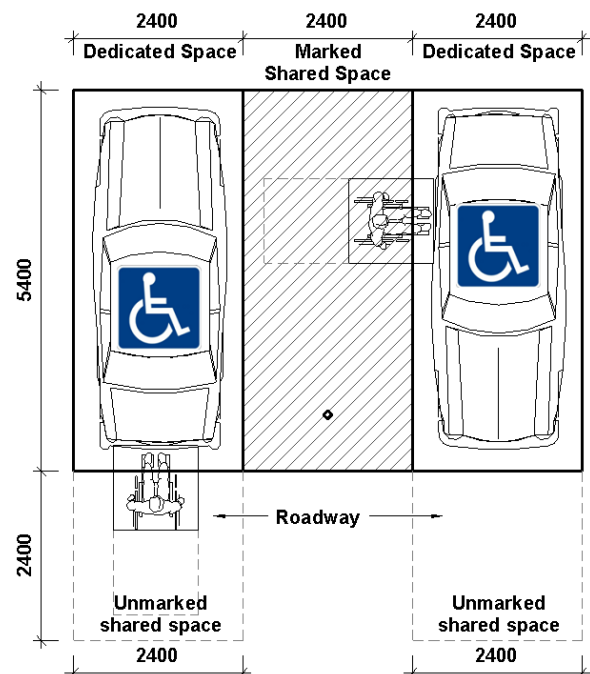 2400 2400 2400
Dedicated Space Marked Dedicated Space
Shared Space
5400
Roadway
2400
Unmarked Unmarked
shared space shared space
2400 2400